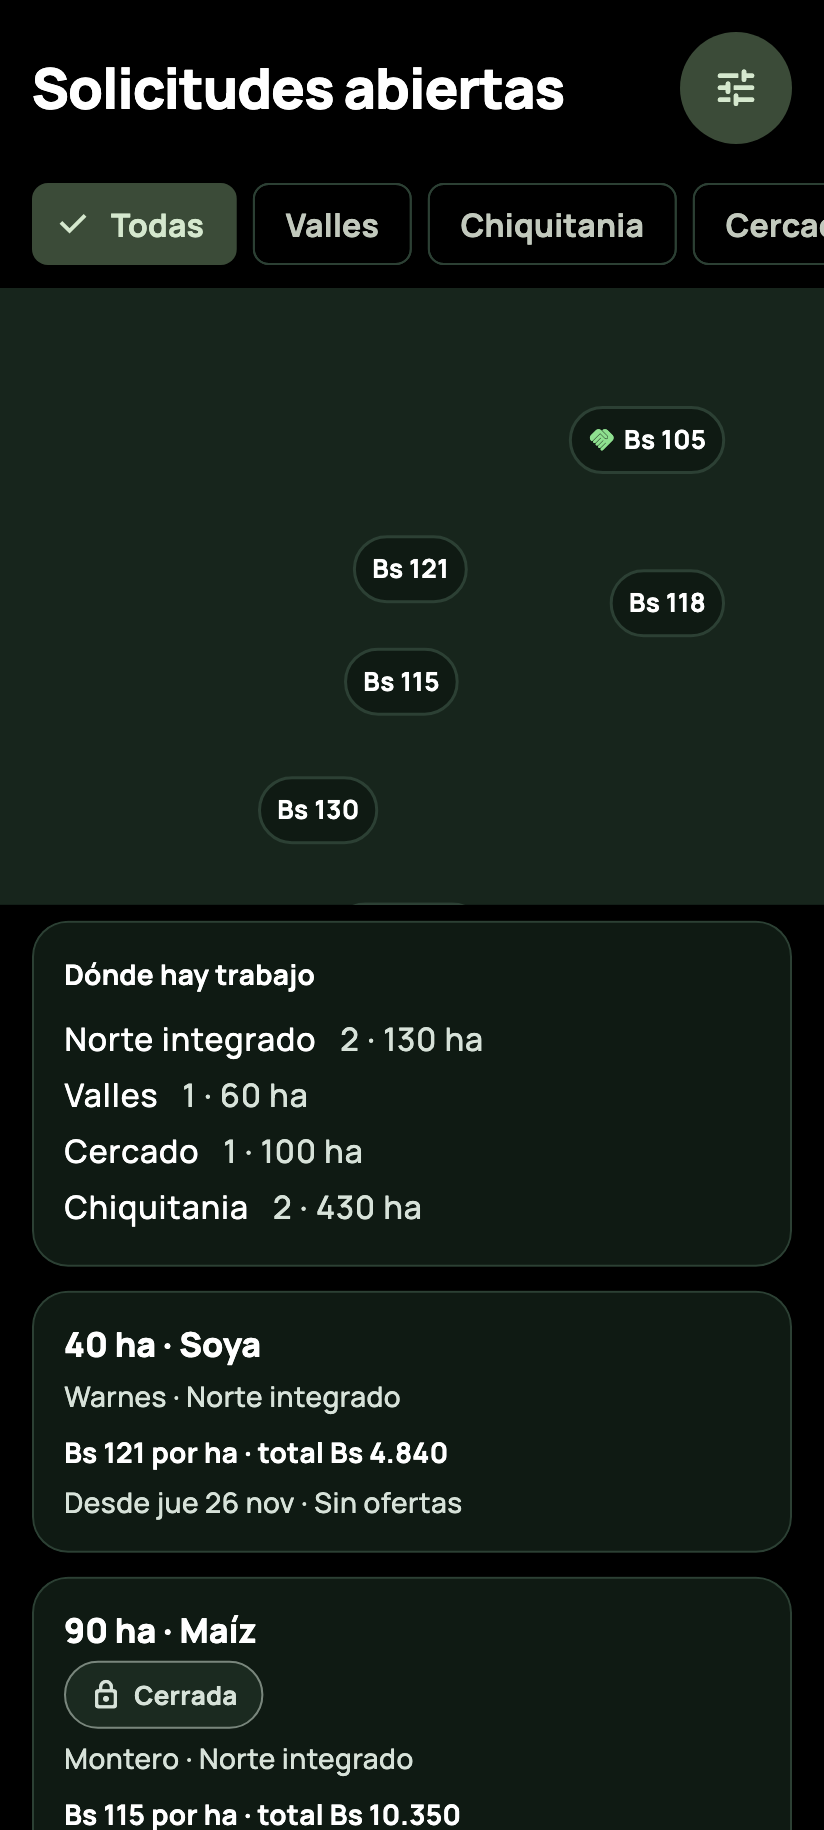 Solicitudes abiertas
Todas
Valles
Chiquitania
Bs 105
Bs 121
Bs 118
Bs 115
Bs 130
Dónde hay trabajo
Norte integrado 2 · 130 ha
Valles 1 · 60 ha
Cercado 1 · 100 ha
Chiquitania 2 · 430 ha
40 ha · Soya
Warnes · Norte integrado
Bs 121 por ha · total Bs 4.840
Desde jue 26 nov · Sin ofertas
90 ha · Maíz
Cerrada
Montero · Norte integrado
Bs 115 por ha · total Bs 10.350